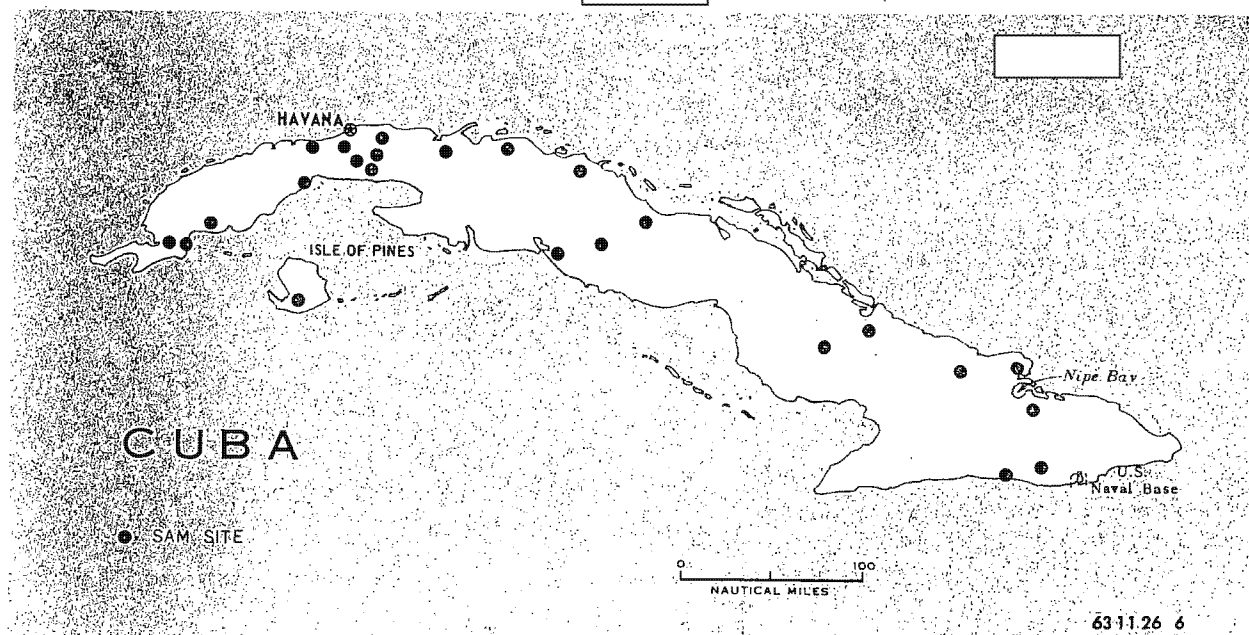 HAVANA
ISLE OF PINES
Nipe Bay
CUBA
U.S.
Naval Base
SAM SITE
0 100
NAUTICAL MILES
63 11.26 6